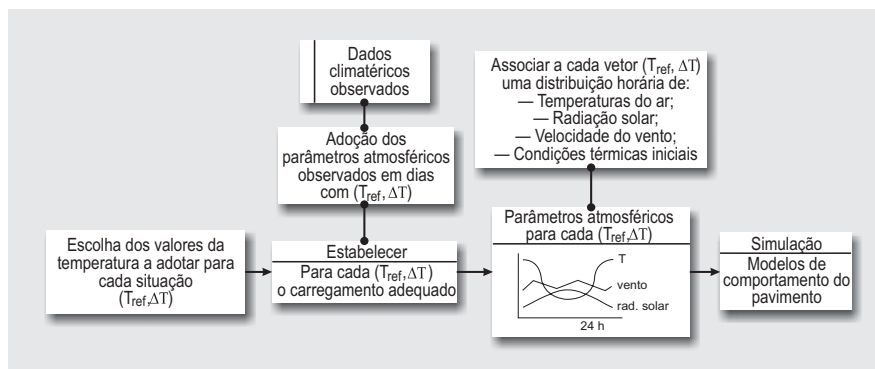 Dados
climatéricos
observados
Adoção dos
parâmetros atmosféricos
observados em dias
com (Tref, ΔT)
Associar a cada vetor (Tref, ΔT)
uma distribuição horária de:
— Temperaturas do ar;
— Radiação solar;
— Velocidade do vento;
— Condições térmicas iniciais
Escolha dos valores da
temperatura a adotar para
cada situação
(Tref,ΔT)
Estabelecer
Para cada (Tref,ΔT)
o carregamento adequado
Parâmetros atmosféricos
para cada (Tref,ΔT)
T
vento
rad. solar
24 h
Simulação
Modelos de
comportamento do
pavimento